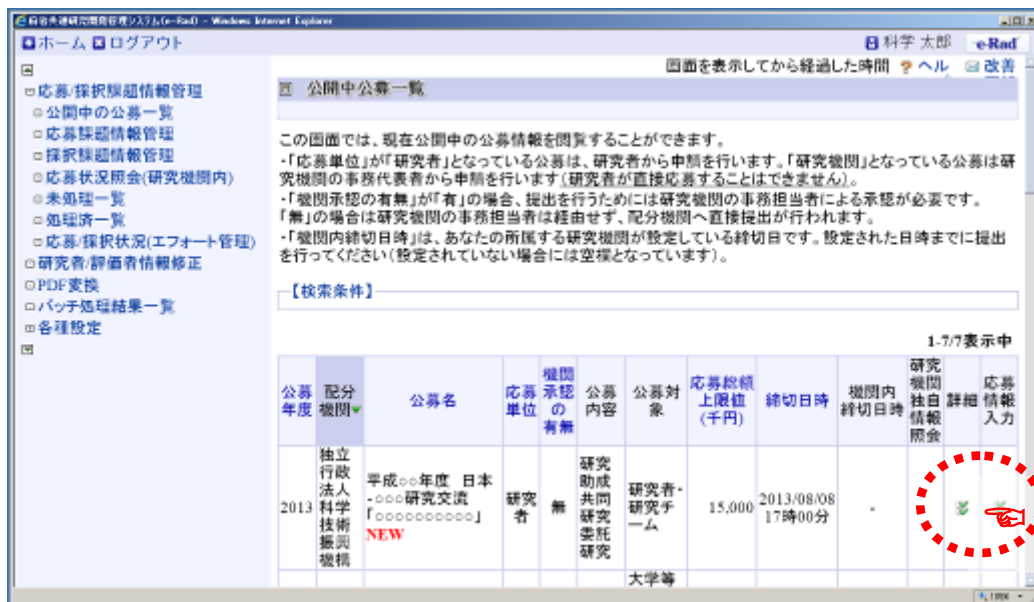 府省共通研究開発管理システム(e-Rad) - Windows Internet Explorer
ホーム ログアウト
科学 太郎 e-Rad
画面を表示してから経過した時間 ヘル 改善
応募/採択課題情報管理
公開中の公募一覧
応募課題情報管理
採択課題情報管理
応募状況照会(研究機関内)
未処理一覧
処理済一覧
応募/採択状況(エフォート管理)
研究者/評価者情報修正
PDF変換
バッチ処理結果一覧
各種設定
公開中公募一覧
この画面では、現在公開中の公募情報を閲覧することができます。
・「応募単位」が「研究者」となっている公募は、研究者から申請を行います。「研究機関」となっている公募は研
究機関の事務代表者から申請を行います(研究者が直接応募することはできません)。
・「機関承認の有無」が「有」の場合、提出を行うためには研究機関の事務担当者による承認が必要です。
「無」の場合は研究機関の事務担当者は経由せず、配分機関へ直接提出が行われます。
・「機関内締切日時」は、あなたの所属する研究機関が設定している締切日です。設定された日時までに提出
を行ってください(設定されていない場合には空欄となっています)。
【検索条件】
1-7/7表示中
公募
年度
配分
機関▼
公募名
応募
単位
機関
承認
の
有無
公募
内容
公募対
象
応募総額
上限値
(千円)
締切日時
機関内
締切日時
研究
機関
独自
情報
照会
詳細
応募
情報
入力
2013
独立
行政
法人
科学
技術
振興
機構
平成○○年度 日本
-○○○研究交流
「○○○○○○○○○○」
NEW
研究
者
無
研究
助成
共同
研究
委託
研究
研究者・
研究チ
ーム
15,000
2013/08/08
17時00分
-
大学等
100%